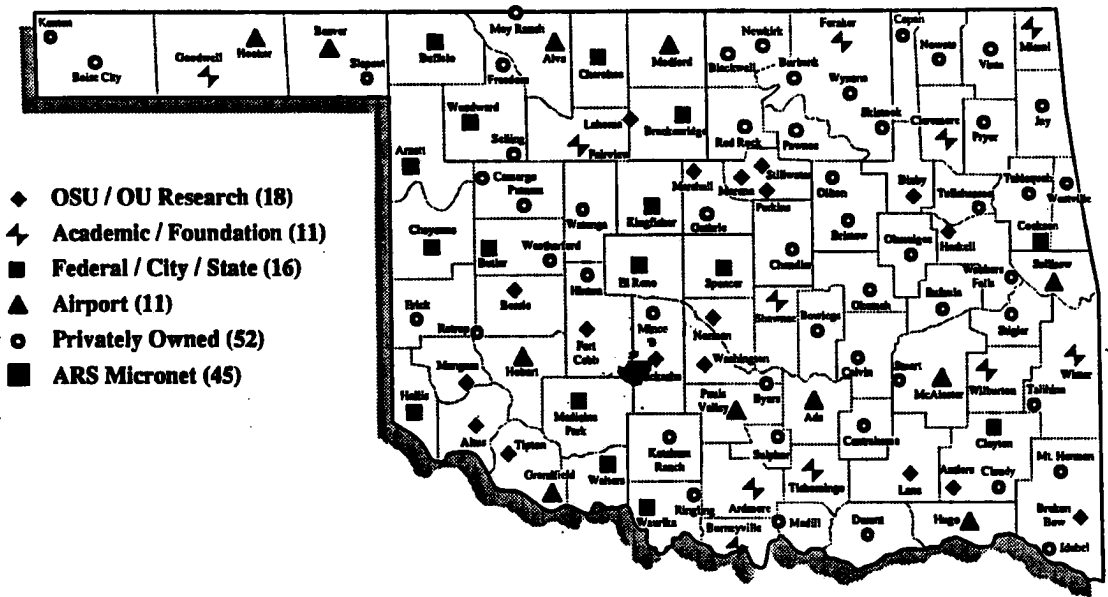 Kenton
Boise City
Goodwell
Hooker
Beaver
Slapout
Buffalo
May Ranch
Freedom
Alva
Cherokee
Medford
Newkirk
Blackwell
Foraker
Burbank
Wynona
Copan
Nowata
Vinita
Miami
Jay
Woodward
Seiling
Lahoma
Fairview
Breckenridge
Red Rock
Pawnee
Skiatook
Claremore
Pryor
Arnett
Camargo
Putnam
Watonga
Marshall
Marena
Stillwater
Perkins
Oilton
Bixby
Tullahassee
Tahlequah
Westville
Cheyenne
Butler
Weatherford
Kingfisher
Guthrie
Chandler
Bristow
Okmulgee
Haskell
Cookson
Sallisaw
Erick
Retrop
Bessie
Hinton
El Reno
Spencer
Shawnee
Bowlegs
Okemah
Eufaula
Webbers
Falls
Stigler
Fort
Cobb
Minco
Norman
Washington
Calvin
Stuart
McAlester
Wilburton
Talihina
Wister
Hollis
Mangum
Hobart
Medicine
Park
Pauls
Valley
Byars
Ada
Centrahoma
Clayton
Altus
Tipton
Grandfield
Walters
Ketchum
Ranch
Sulphur
Tishomingo
Lane
Antlers
Cloudy
Mt. Herman
Waurika
Ringling
Ardmore
Burneyville
Madill
Durant
Hugo
Broken
Bow
Idabel
OSU / OU Research (18)
Academic / Foundation (11)
Federal / City / State (16)
Airport (11)
Privately Owned (52)
ARS Micronet (45)